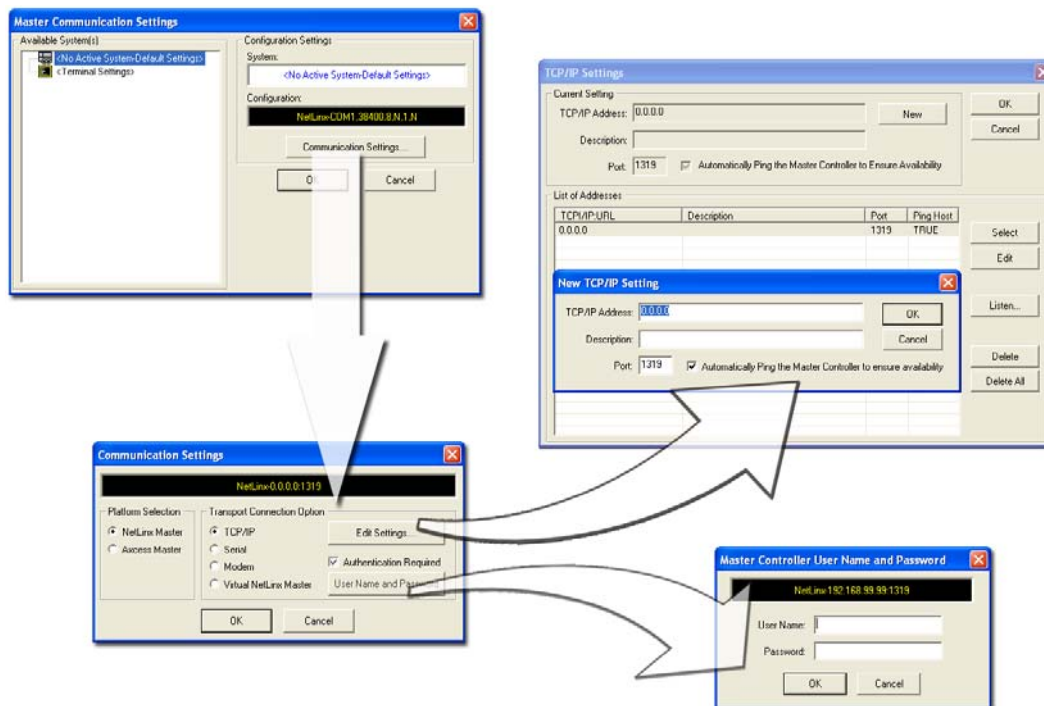 Master Communication Settings
Available System(s)
<No Active System-Default Settings>
<Terminal Settings>
Configuration Settings
System:
<No Active System-Default Settings>
Configuration:
NetLinx-COM1,38400,8,N,1,N
Communication Settings...
OK
Cancel
TCP/IP Settings
Current Setting
TCP/IP Address: 0.0.0.0
New
Description:
Port: 1319
Automatically Ping the Master Controller to Ensure Availability
OK
Cancel
List of Addresses
TCPI/IP:URL Description Port Ping Host
0.0.0.0 1319 TRUE
Select
Edit
Listen...
Delete
Delete All
New TCP/IP Setting
TCP/IP Address: 0.0.0.0
OK
Description:
Cancel
Port: 1319
Automatically Ping the Master Controller to ensure availability
Communication Settings
NetLinx-0.0.0.0:1319
Platform Selection
NetLinx Master
Axcess Master
Transport Connection Option
TCP/IP
Serial
Modem
Virtual NetLinx Master
Edit Settings...
Authentication Required
User Name and Password
OK
Cancel
Master Controller User Name and Password
NetLinx-192.168.99.99:1319
User Name:
Password:
OK
Cancel